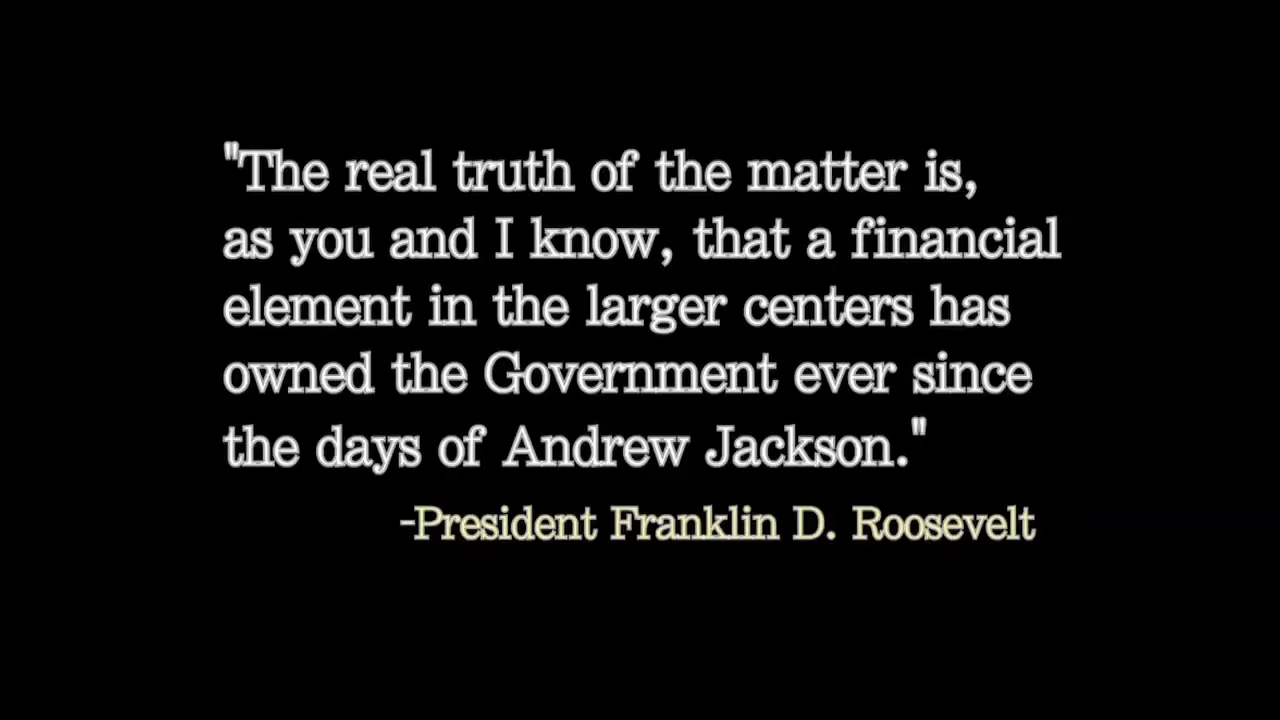 "The real truth of the matter is,
as you and I know, that a financial
element in the larger centers has
owned the Government ever since
the days of Andrew Jackson."
-President Franklin D. Roosevelt